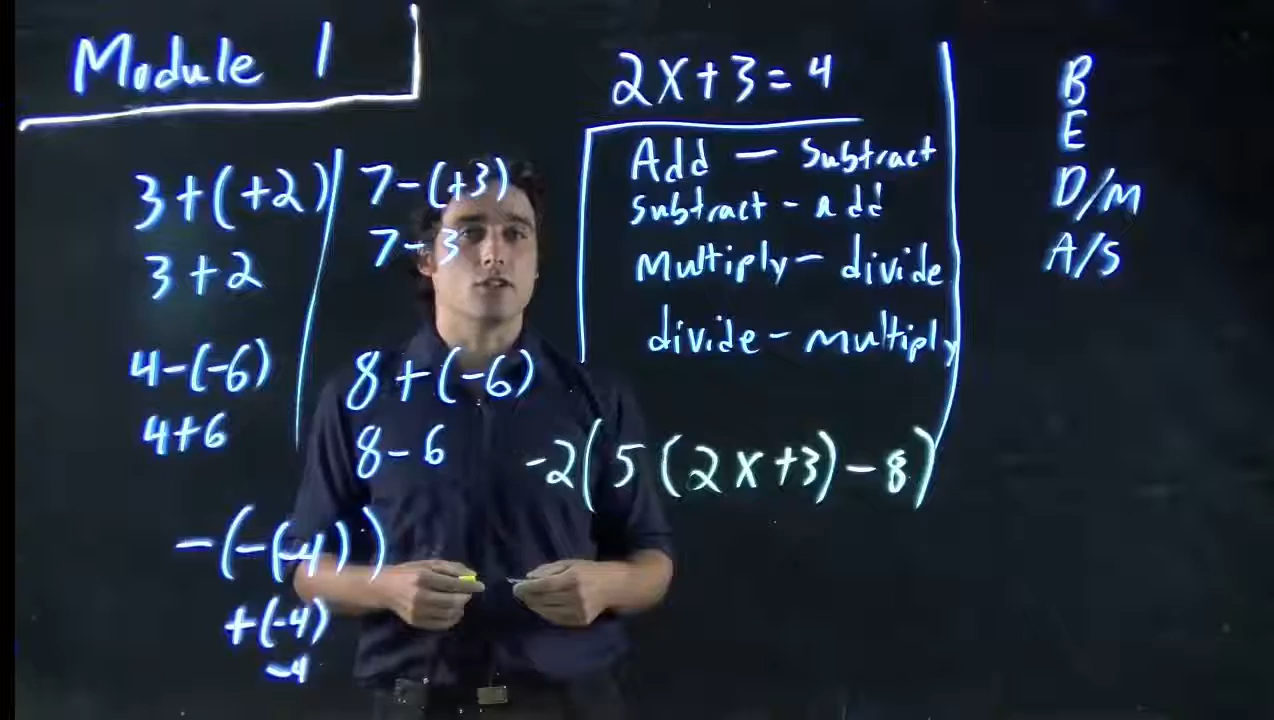 Module 1
3+(+2)
3+2
4-(-6)
4+6
7-(+3)
7-3
8+(-6)
8-6
-(-(-4))
+(-4)
-4
2x+3=4
Add - Subtract
Subtract - add
Multiply - divide
divide - multiply
-2(5(2x+3)-8)
B
E
D/M
A/S